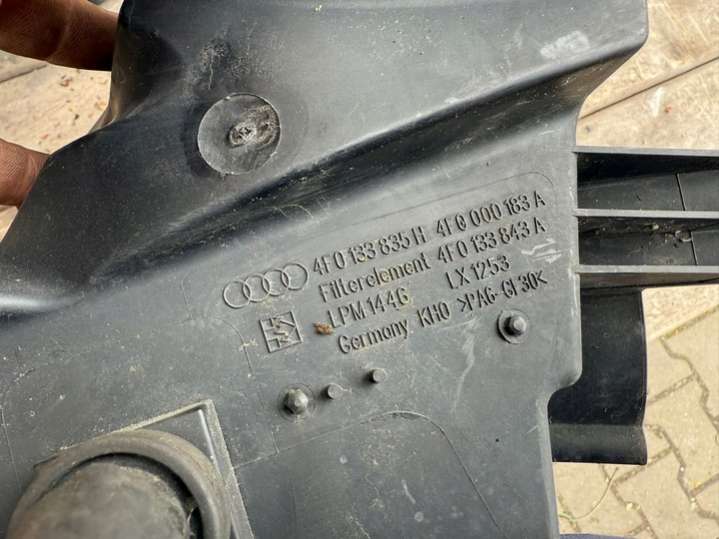 4F0 133 835 H 4F0 000 183 A
Filterelement 4F0 133 843 A
LPM 1446 LX 1253
Germany KHO >PA6-GF30<